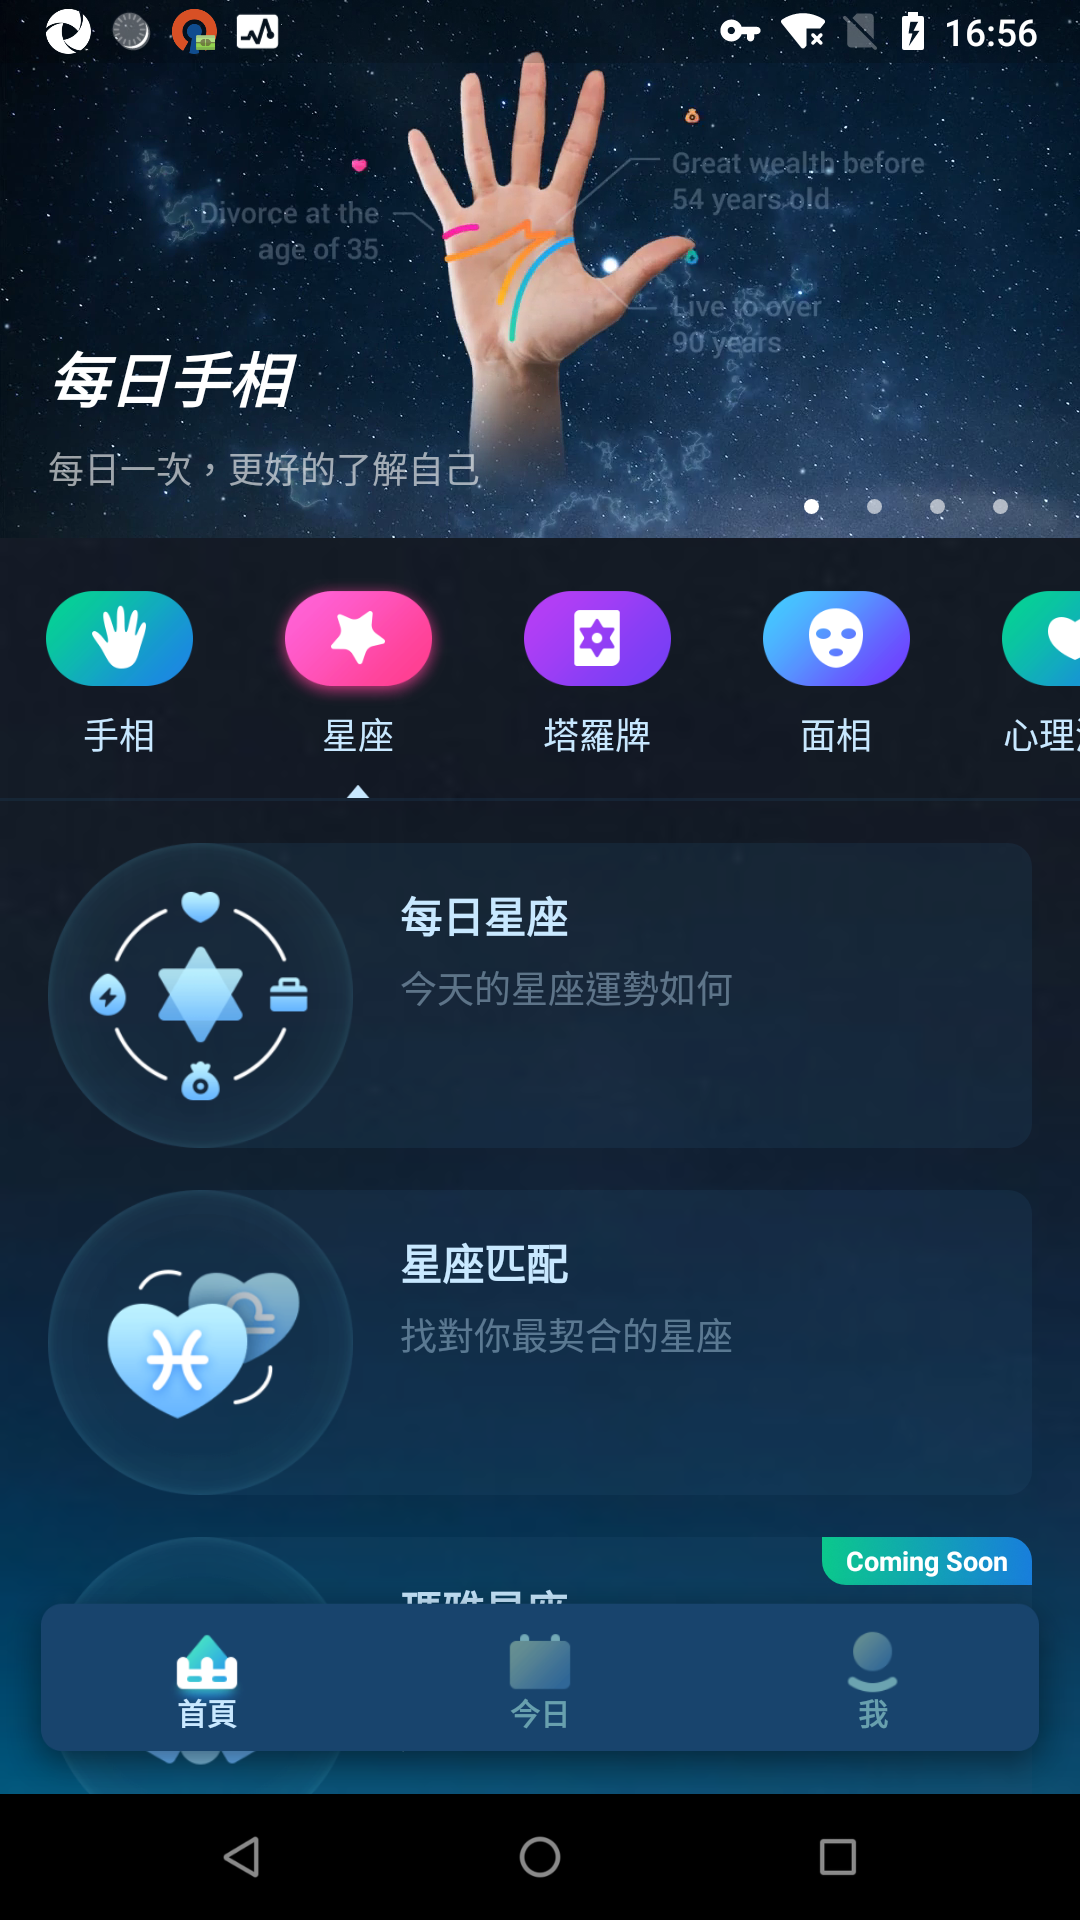 16:56
Great wealth before
54 years old
Divorce at the
age of 35
Live to over
90 years
每日手相
每日一次，更好的了解自己
手相
星座
塔羅牌
面相
心理
每日星座
今天的星座運勢如何
星座匹配
找對你最契合的星座
Coming Soon
瑪雅星座
首頁
今日
我